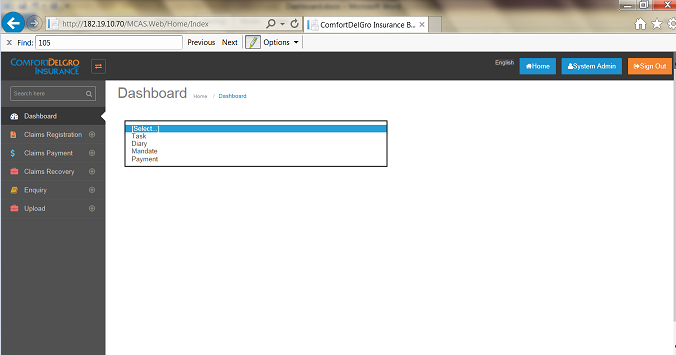 http://182.19.10.70/MCAS.Web/Home/Index
ComfortDelGro Insurance B...
Find: 105 Previous Next Options
COMFORTDELGRO
INSURANCE
English Home System Admin Sign Out
Search here
Dashboard Home / Dashboard
Dashboard
Claims Registration
Claims Payment
Claims Recovery
Enquiry
Upload
[Select...]
Task
Diary
Mandate
Payment